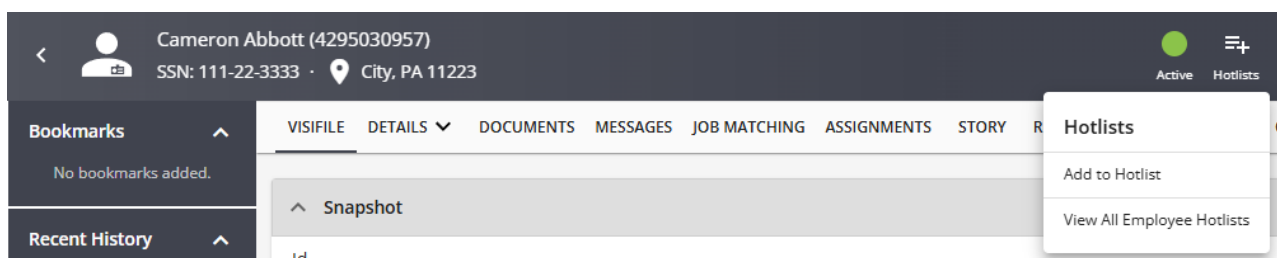 Cameron Abbott (4295030957)
SSN: 111-22-3333 · City, PA 11223
Active Hotlists
Bookmarks
No bookmarks added.
Recent History
VISIFILE DETAILS DOCUMENTS MESSAGES JOB MATCHING ASSIGNMENTS STORY R
Snapshot
Hotlists
Add to Hotlist
View All Employee Hotlists